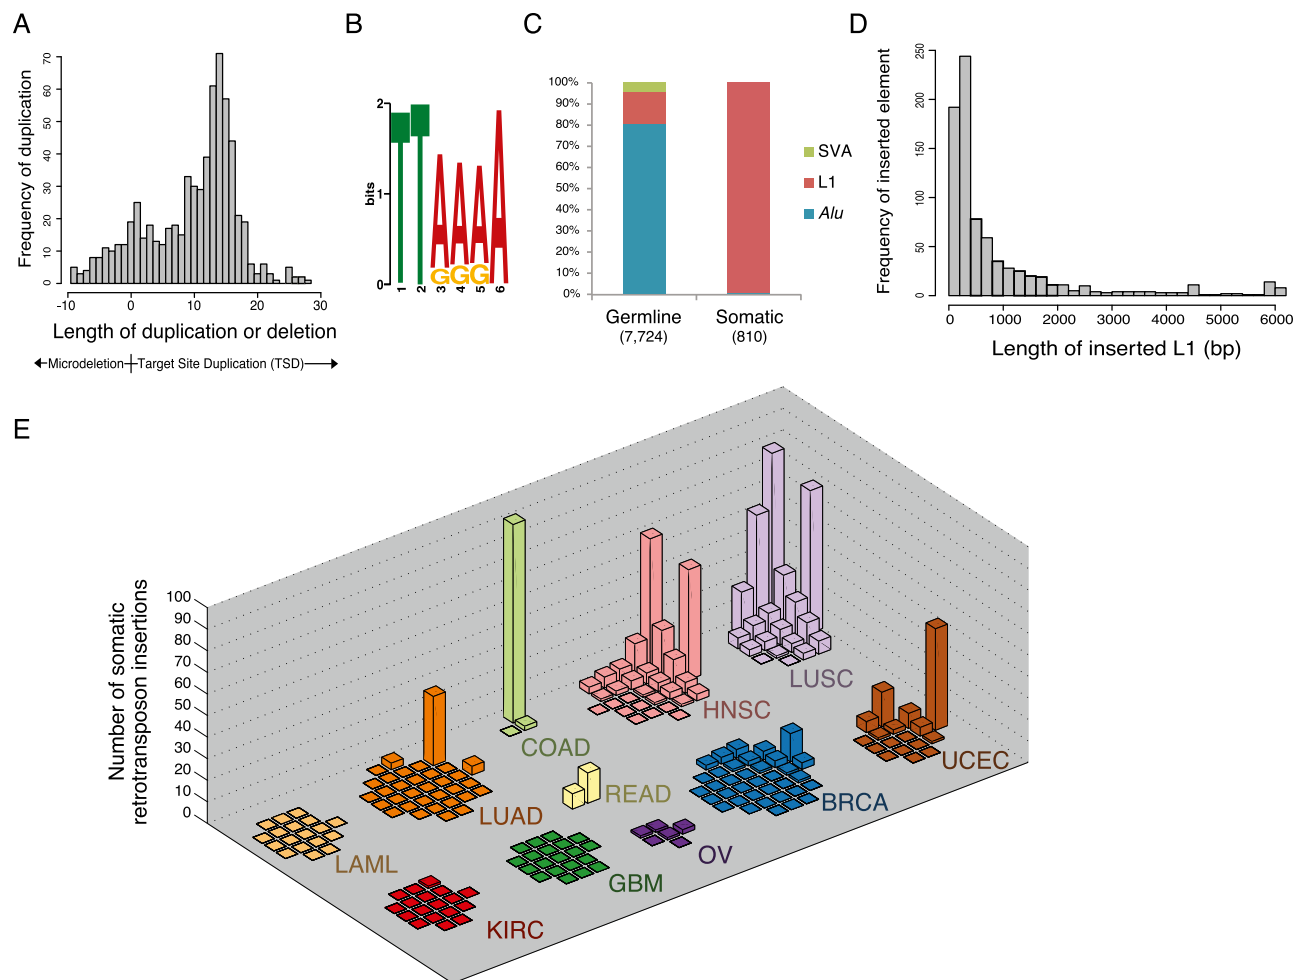 A
B
C
D
Frequency of duplication
0
10
20
30
40
50
60
70
-10
0
10
20
30
Length of duplication or deletion
Microdeletion
Target Site Duplication (TSD)
bits
2
1
0
T
T
A
A
A
A
G
G
G
1
2
3
4
5
6
100%
90%
80%
70%
60%
50%
40%
30%
20%
10%
0%
Germline
(7,724)
Somatic
(810)
SVA
L1
Alu
Frequency of inserted element
250
200
150
100
50
0
0
1000
2000
3000
4000
5000
6000
Length of inserted L1 (bp)
E
Number of somatic
retrotransposon insertions
100
90
80
70
60
50
40
30
20
10
0
LUSC
HNSC
COAD
UCEC
READ
BRCA
LUAD
OV
LAML
GBM
KIRC